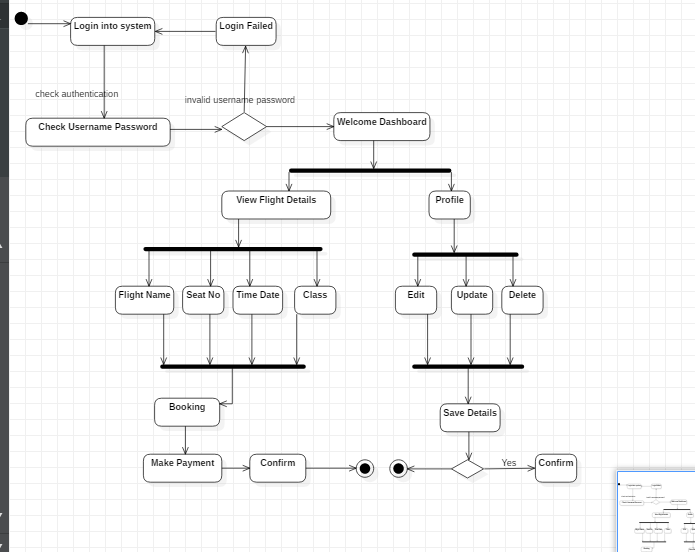 Login into system
Login Failed
check authentication
invalid username password
Check Username Password
Welcome Dashboard
View Flight Details
Profile
Flight Name
Seat No
Time Date
Class
Edit
Update
Delete
Booking
Save Details
Make Payment
Confirm
Yes
Confirm